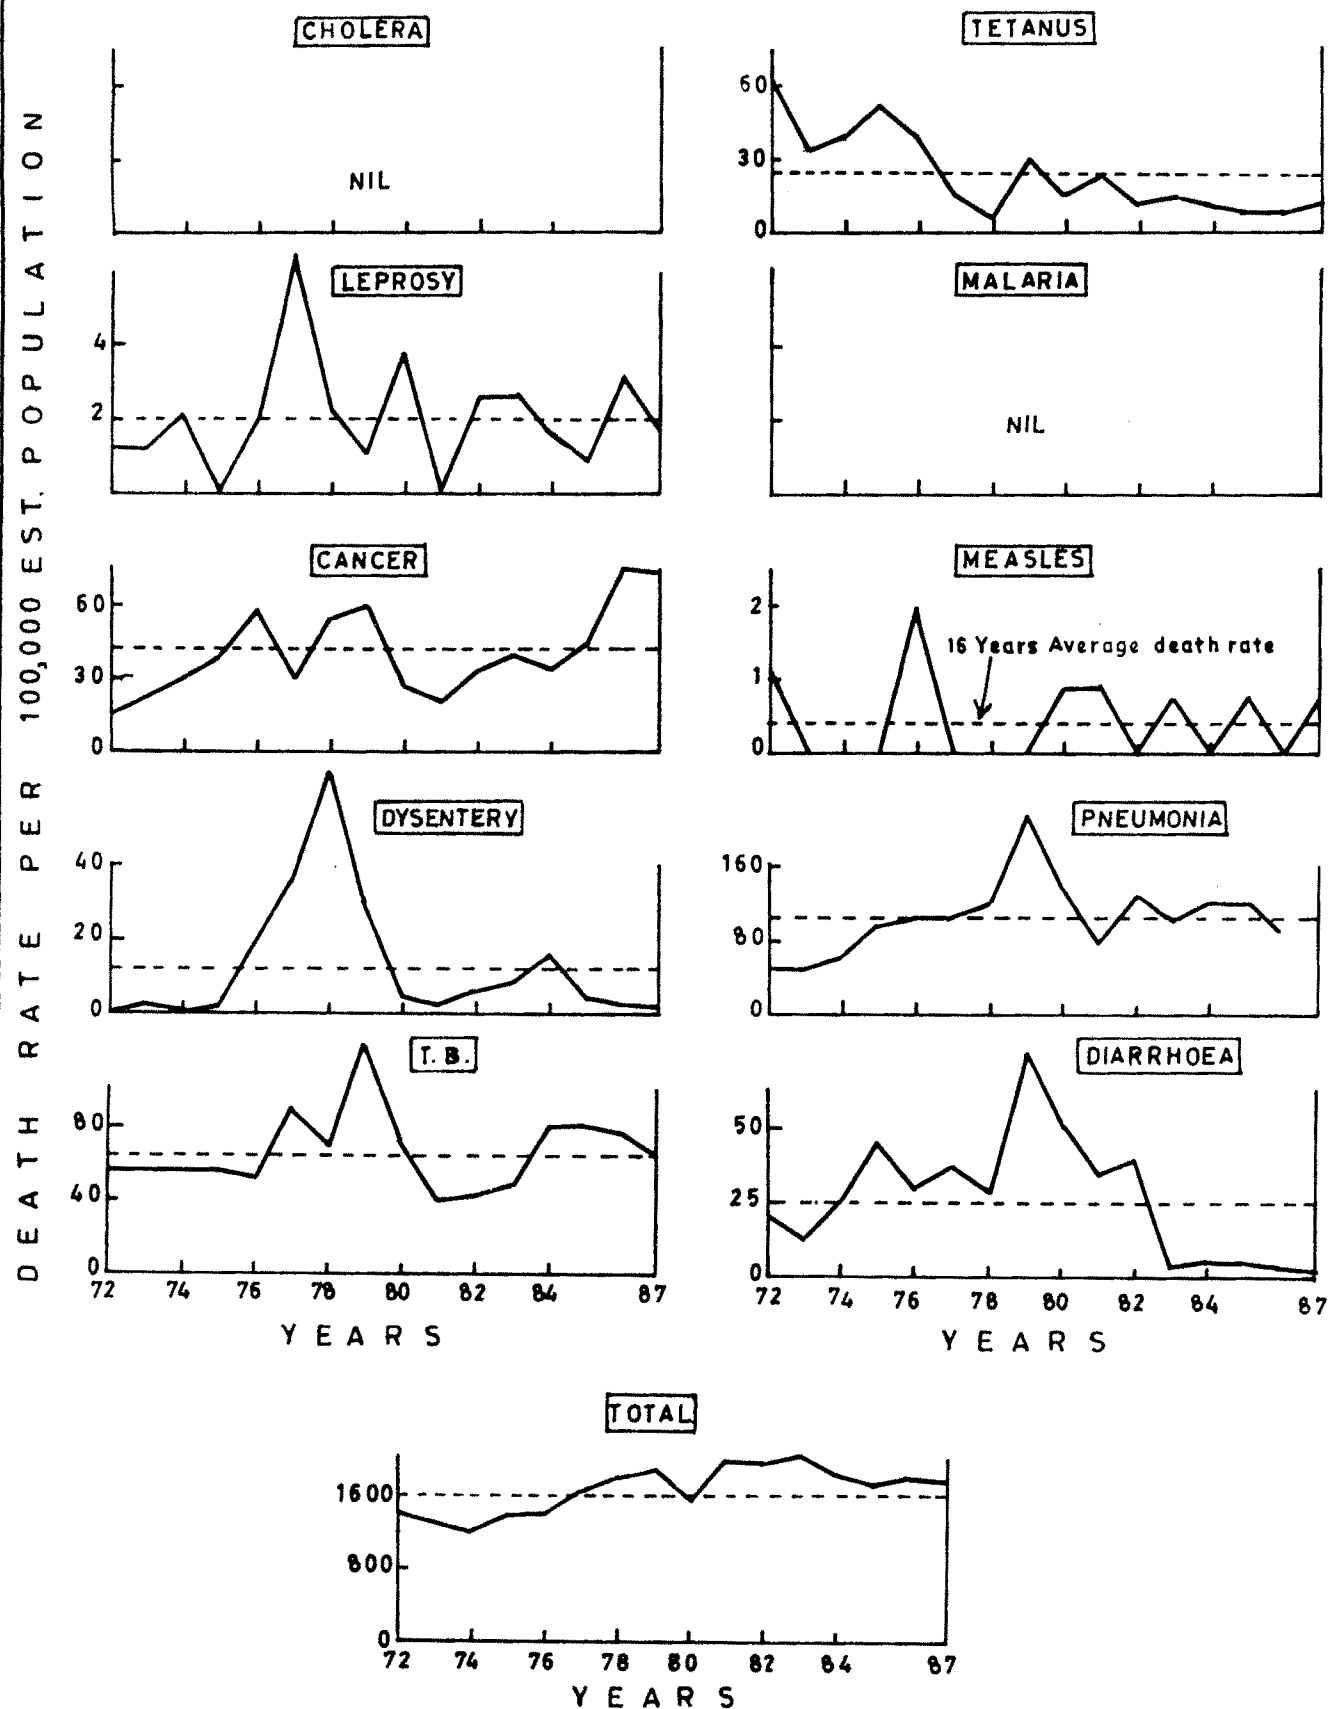 DEATH RATE PER 100,000 EST. POPULATION
CHOLERA
NIL
TETANUS
60
30
0
LEPROSY
4
2
MALARIA
NIL
CANCER
60
30
0
MEASLES
2
1
0
16 Years Average death rate
DYSENTERY
40
20
0
PNEUMONIA
160
80
0
T.B.
80
40
0
72 74 76 78 80 82 84 87
YEARS
DIARRHOEA
50
25
0
72 74 76 78 80 82 84 87
YEARS
TOTAL
1600
800
0
72 74 76 78 80 82 84 87
YEARS